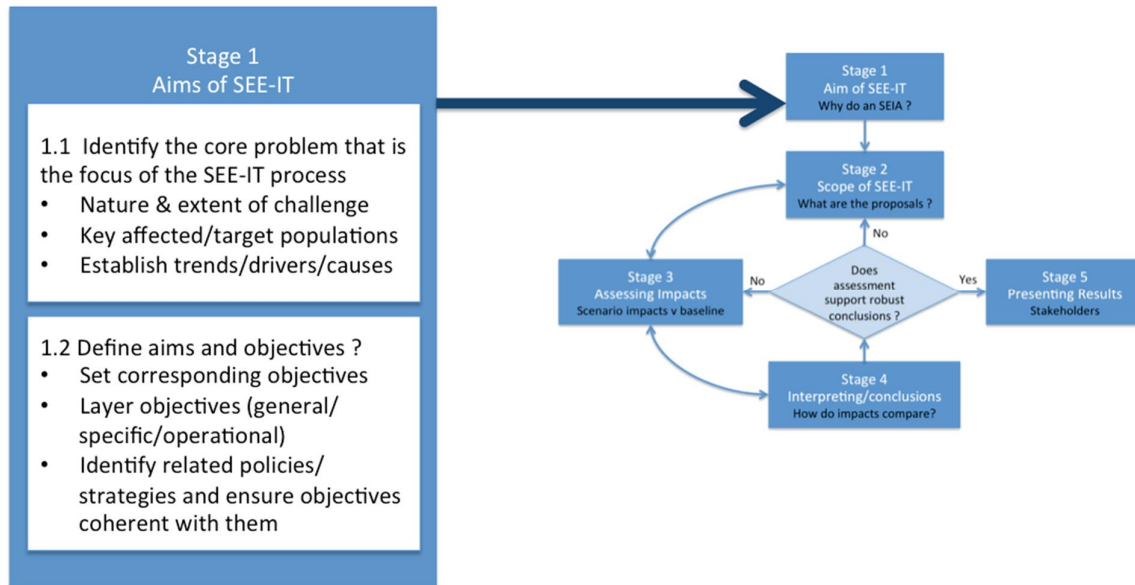 Stage 1
Aims of SEE-IT
1.1 Identify the core problem that is
the focus of the SEE-IT process
• Nature & extent of challenge
• Key affected/target populations
• Establish trends/drivers/causes
1.2 Define aims and objectives ?
• Set corresponding objectives
• Layer objectives (general/
specific/operational)
• Identify related policies/
strategies and ensure objectives
coherent with them
Stage 1
Aim of SEE-IT
Why do an SEIA ?
Stage 2
Scope of SEE-IT
What are the proposals ?
No
Stage 3
Assessing Impacts
Scenario impacts v baseline
No
Does
assessment
support robust
conclusions ?
Yes
Stage 5
Presenting Results
Stakeholders
Stage 4
Interpreting/conclusions
How do impacts compare?